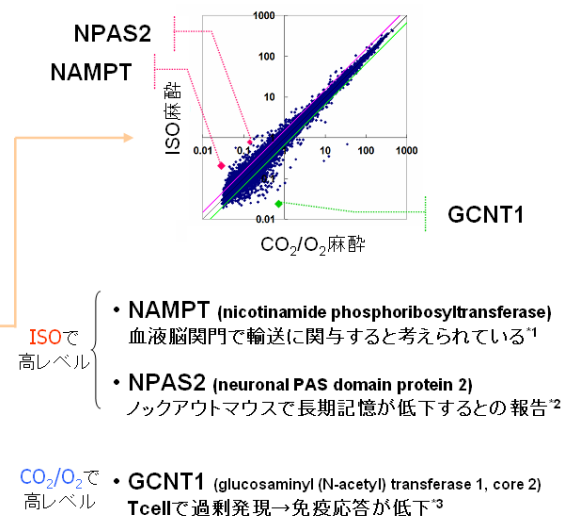 NPAS2
NAMPT
ISO麻酔
1000
100
10
0.01
0.1
10
100
1000
0.01
GCNT1
CO2/O2麻酔
ISOで
高レベル
・NAMPT (nicotinamide phosphoribosyltransferase)
血液脳関門で輸送に関与すると考えられている*1
・NPAS2 (neuronal PAS domain protein 2)
ノックアウトマウスで長期記憶が低下するとの報告*2
CO2/O2で
高レベル
・GCNT1 (glucosaminyl (N-acetyl) transferase 1, core 2)
Tcellで過剰発現→免疫応答が低下*3